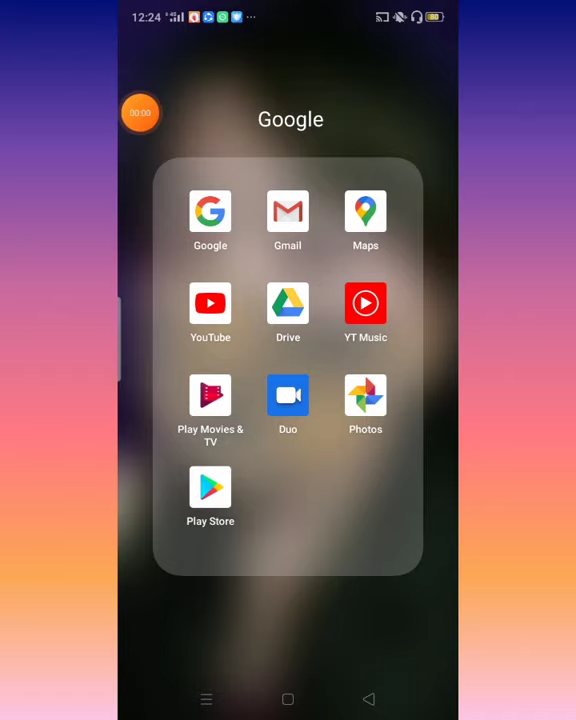 12:24
00:00
Google
Google
Gmail
Maps
YouTube
Drive
YT Music
Play Movies &
TV
Duo
Photos
Play Store